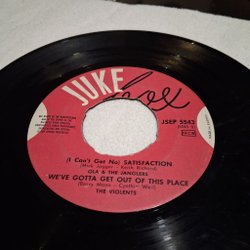 JUKE
box
JSEP 5543
(I Can't Get No) SATISFACTION
(Mick Jagger - Keith Richard)
OLA & THE JANGLERS
WE'VE GOTTA GET OUT OF THIS PLACE
(Barry Mann - Cynthia Weil)
THE VIOLENTS